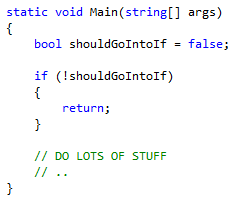 static void Main(string[] args)
{
    bool shouldGoIntoIf = false;

    if (!shouldGoIntoIf)
    {
        return;
    }

    // DO LOTS OF STUFF
    // ..
}